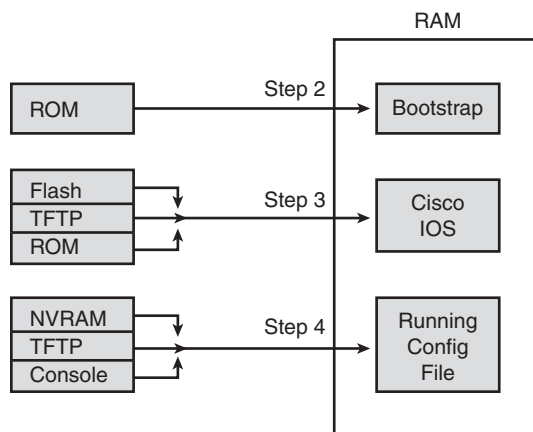 RAM
Step 2
ROM
Bootstrap
Flash
TFTP
ROM
Step 3
Cisco
IOS
NVRAM
TFTP
Console
Step 4
Running
Config
File